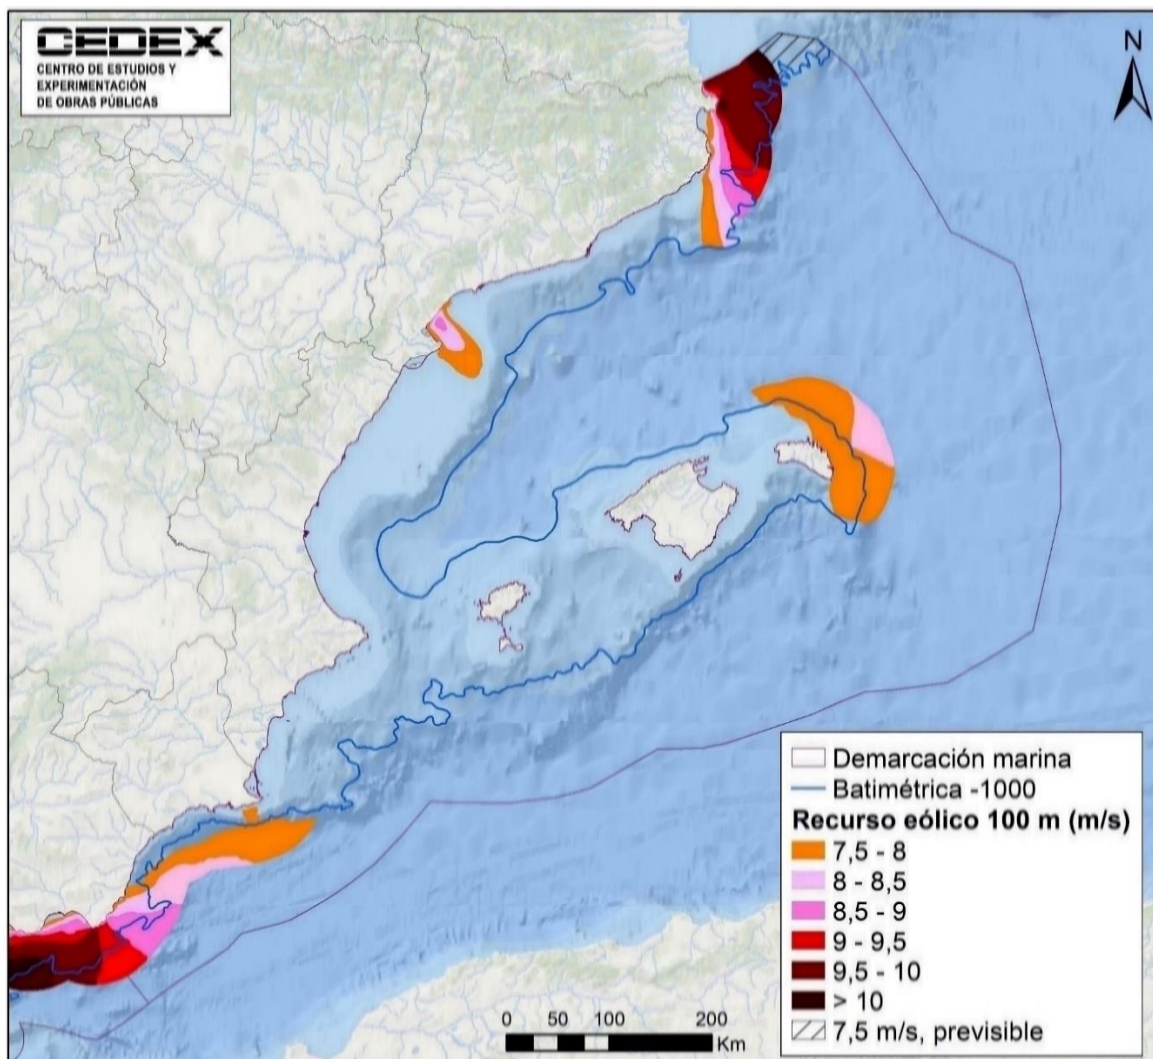 CEDEX
CENTRO DE ESTUDIOS Y
EXPERIMENTACIÓN
DE OBRAS PÚBLICAS
N
Demarcación marina
Batimétrica -1000
Recurso eólico 100 m (m/s)
7,5 - 8
8 - 8,5
8,5 - 9
9 - 9,5
9,5 - 10
> 10
7,5 m/s, previsible
0 50 100 200
Km